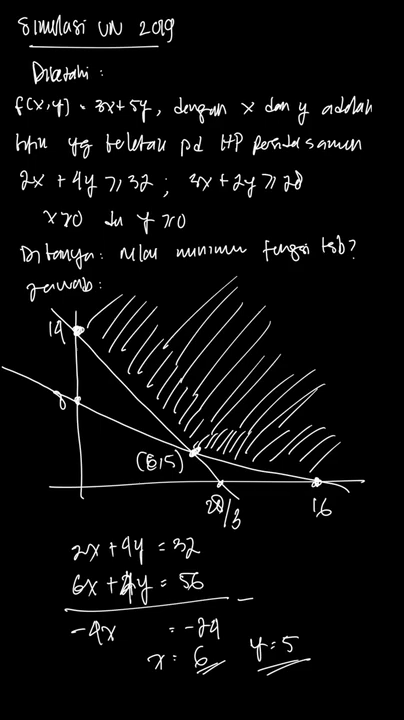 Simulasi UN 2019
Diketahui :
f(x,y) = 3x+5y, dengan x dan y adalah
yg terletak pd HP Pertidaksamaan
2x + 4y ≥ 32 ; 3x + 2y ≥ 28
x ≥ 0 dan y ≥ 0
Ditanya : nilai minimum fungsi tsb?
Jawab :
14
8
(6,5)
28/3
16
2x + 4y = 32
6x + 4y = 56
-4x = -24
x = 6 y = 5